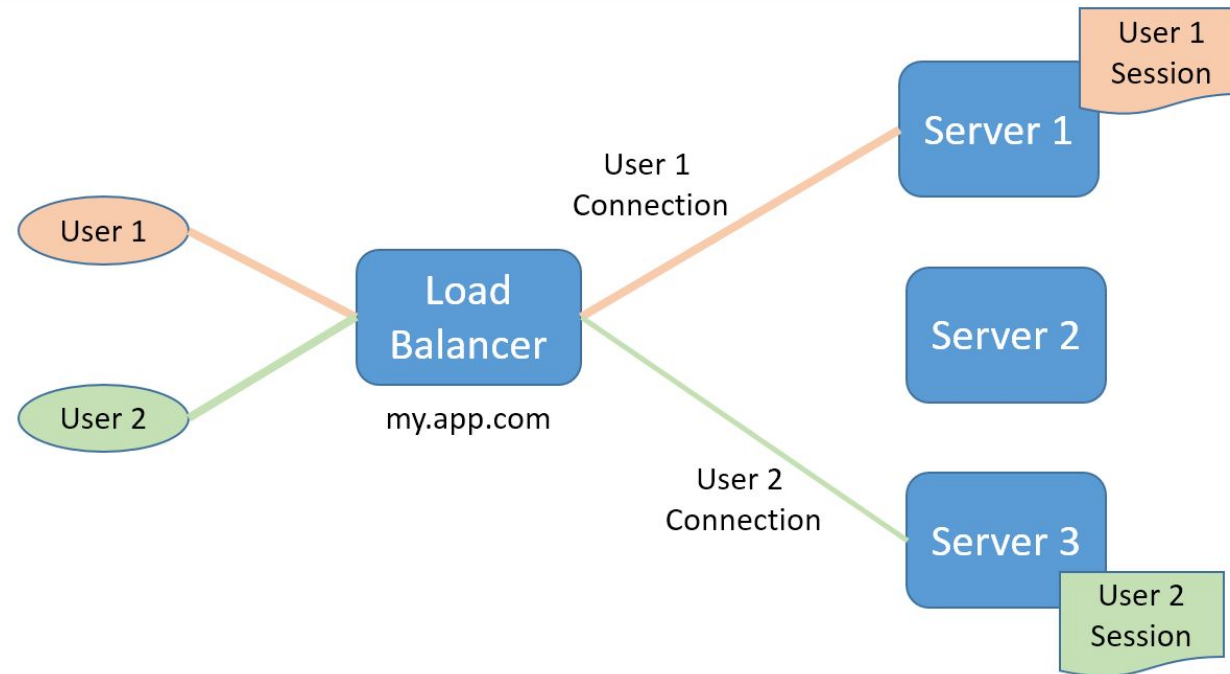 User 1
Session
Server 1
User 1
Connection
User 1
Load
Balancer
Server 2
User 2
my.app.com
User 2
Connection
Server 3
User 2
Session